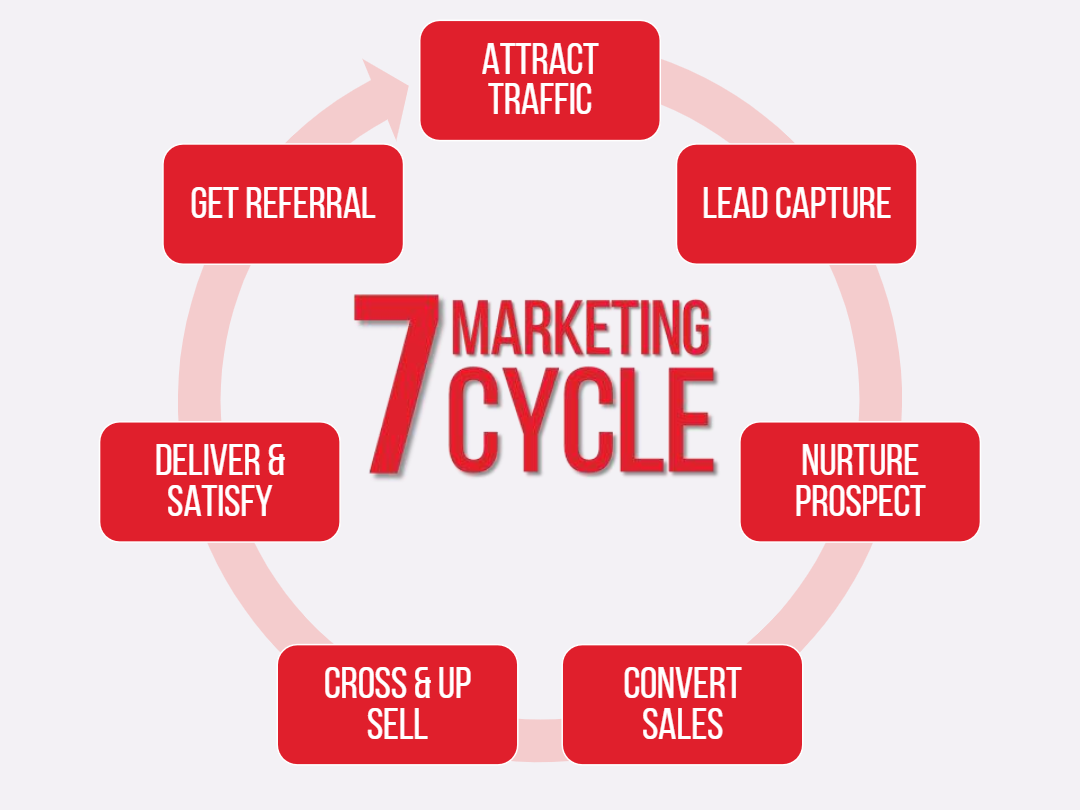 ATTRACT
TRAFFIC
LEAD CAPTURE
NURTURE
PROSPECT
CONVERT
SALES
CROSS & UP
SELL
DELIVER &
SATISFY
GET REFERRAL
7 MARKETING
CYCLE